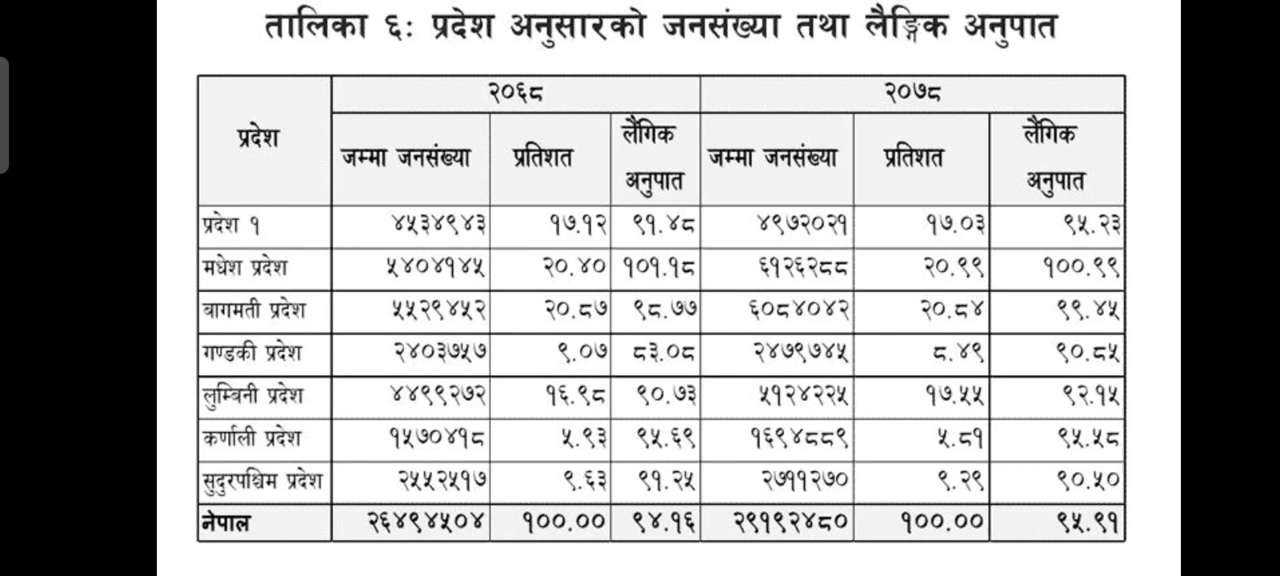 तालिका ६: प्रदेश अनुसारको जनसंख्या तथा लैङ्गिक अनुपात
प्रदेश २०६८ २०७८
जम्मा जनसंख्या प्रतिशत लैंगिक अनुपात जम्मा जनसंख्या प्रतिशत लैंगिक अनुपात
प्रदेश १ ४५३४९४३ १७.१२ ९१.४८ ४९७२०२१ १७.०३ ९५.२३
मधेश प्रदेश ५४०४१४५ २०.४० १०१.१८ ६१२६२८८ २०.९९ १००.९९
बागमती प्रदेश ५५२९४५२ २०.८७ ९८.७७ ६०८४०४२ २०.८४ ९९.४५
गण्डकी प्रदेश २४०३७५७ ९.०७ ८३.०८ २४७९७४५ ८.४९ ९०.८५
लुम्बिनी प्रदेश ४४९९२७२ १६.९८ ९०.७३ ५१२४२२५ १७.५५ ९२.१५
कर्णाली प्रदेश १५७०४१८ ५.९३ ९५.६९ १६९४८८९ ५.८१ ९५.५८
सुदुरपश्चिम प्रदेश २५५२५१७ ९.६३ ९१.२५ २७११२७० ९.२९ ९०.५०
नेपाल २६४९४५०४ १००.०० ९४.१६ २९१९२४८० १००.०० ९५.९१